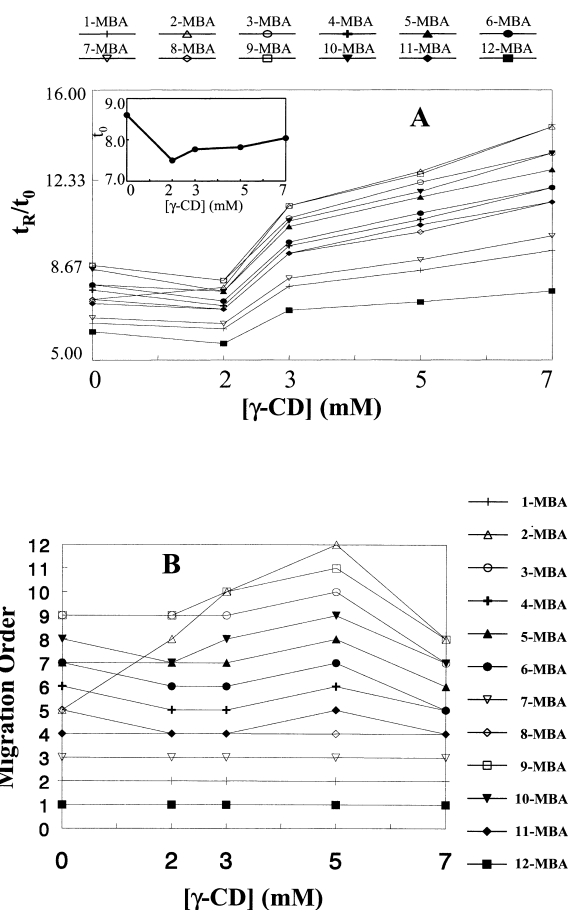 1-MBA 2-MBA 3-MBA 4-MBA 5-MBA 6-MBA
7-MBA 8-MBA 9-MBA 10-MBA 11-MBA 12-MBA
A
16.00
12.33
8.67
5.00
tR/t0
0 2 3 5 7
[γ-CD] (mM)
9.0
8.0
7.0
t0
0 2 3 5 7
[γ-CD] (mM)
B
12
11
10
9
8
7
6
5
4
3
2
1
0
Migration Order
0 2 3 5 7
[γ-CD] (mM)
1-MBA
2-MBA
3-MBA
4-MBA
5-MBA
6-MBA
7-MBA
8-MBA
9-MBA
10-MBA
11-MBA
12-MBA